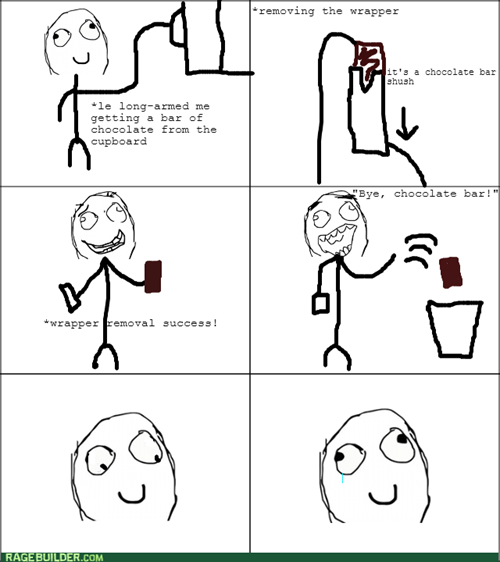 *le long-armed me
getting a bar of
chocolate from the
cupboard
*removing the wrapper
it's a chocolate bar
shush
*wrapper removal success!
"Bye, chocolate bar!"
RAGEBUILDER.COM